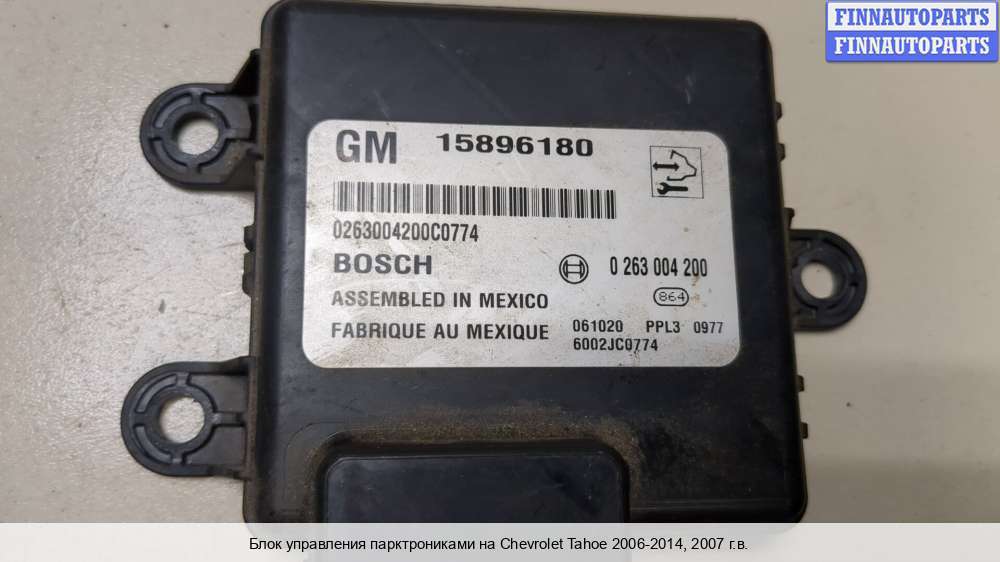 FINNAUTOPARTS
FINNAUTOPARTS
GM 15896180
0263004200C0774
BOSCH 0 263 004 200
ASSEMBLED IN MEXICO 864
FABRIQUE AU MEXIQUE 061020 PPL3 0977
6002JC0774
Блок управления парктрониками на Chevrolet Tahoe 2006-2014, 2007 г.в.